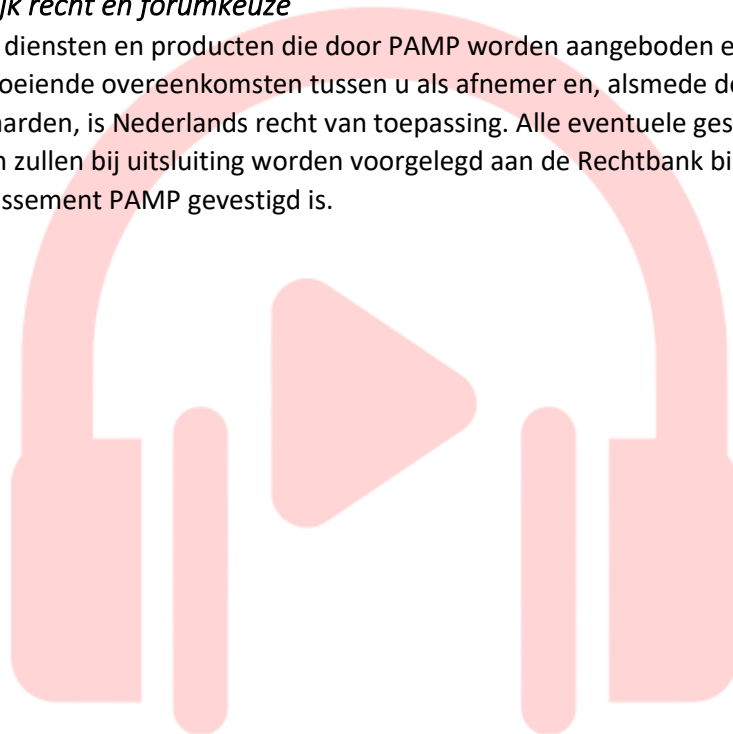 jk recht en forumkeuze
diensten en producten die door PAMP worden aangeboden e
oeiende overeenkomsten tussen u als afnemer en, alsmede de
arden, is Nederlands recht van toepassing. Alle eventuele ges
n zullen bij uitsluiting worden voorgelegd aan de Rechtbank bi
issement PAMP gevestigd is.